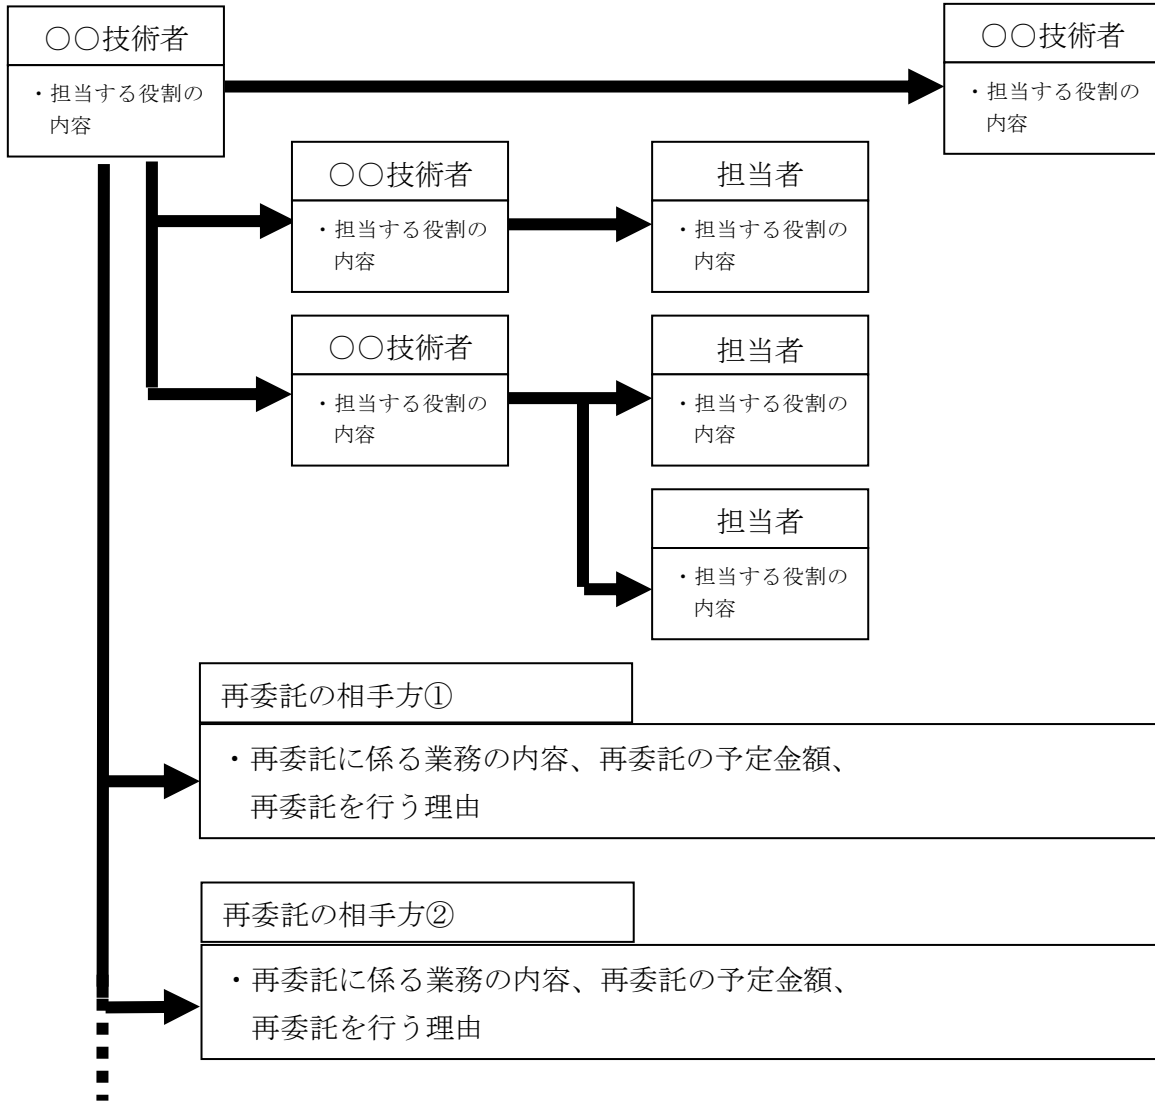 ○○技術者
・担当する役割の
内容
○○技術者
・担当する役割の
内容
○○技術者
・担当する役割の
内容
担当者
・担当する役割の
内容
○○技術者
・担当する役割の
内容
担当者
・担当する役割の
内容
担当者
・担当する役割の
内容
再委託の相手方①
・再委託に係る業務の内容、再委託の予定金額、
再委託を行う理由
再委託の相手方②
・再委託に係る業務の内容、再委託の予定金額、
再委託を行う理由